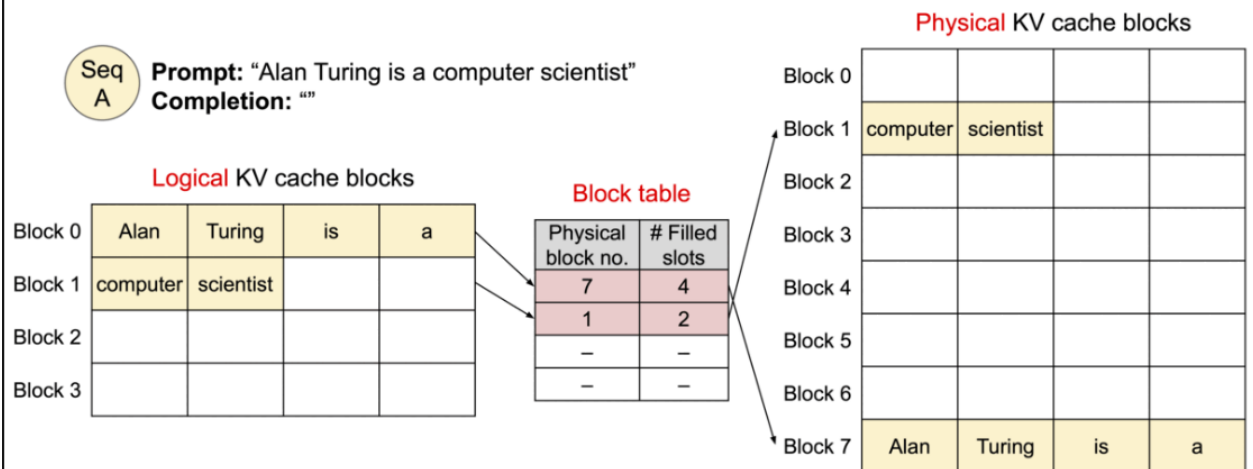 Physical KV cache blocks
Seq A
Prompt: “Alan Turing is a computer scientist”
Completion: “”
Logical KV cache blocks
Block 0 Alan Turing is a
Block 1 computer scientist
Block 2
Block 3
Block table
Physical block no. # Filled slots
7 4
1 2
– –
– –
Block 0
Block 1 computer scientist
Block 2
Block 3
Block 4
Block 5
Block 6
Block 7 Alan Turing is a